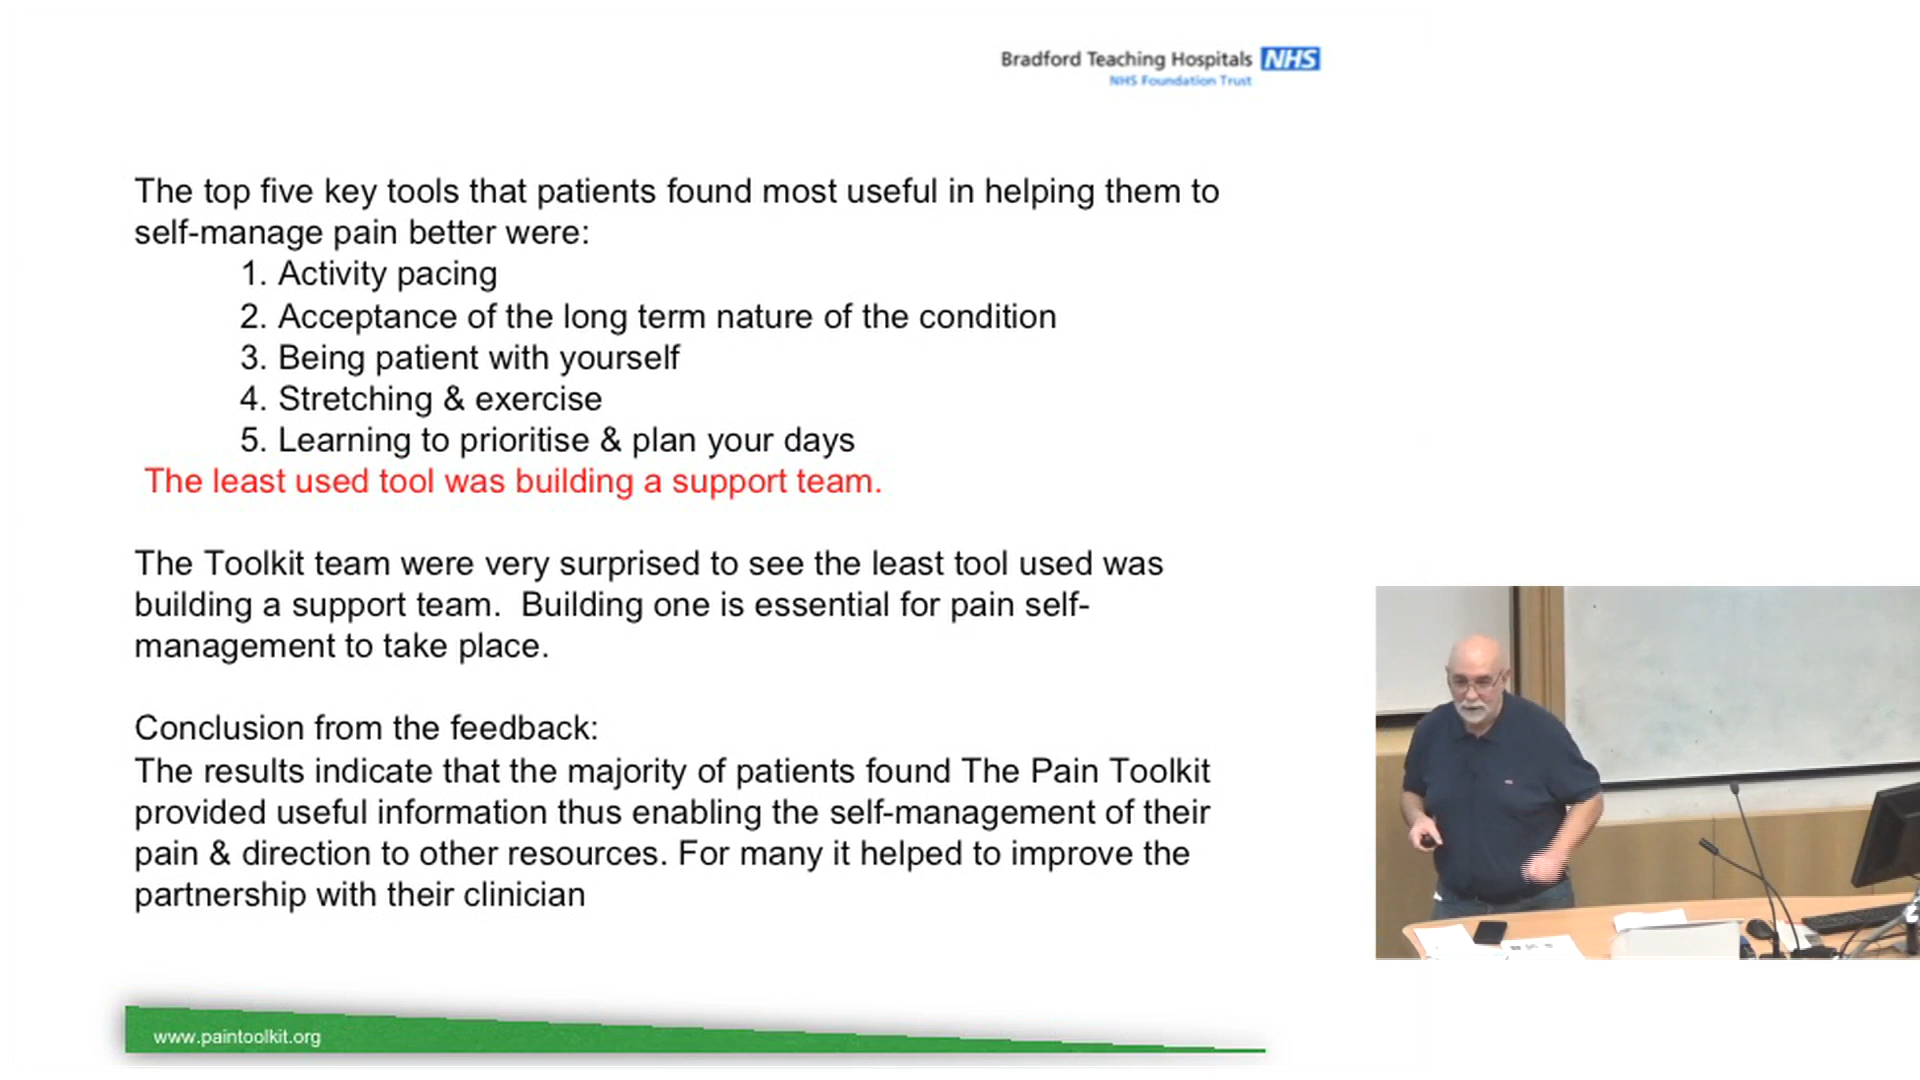 Bradford Teaching Hospitals NHS
NHS Foundation Trust
The top five key tools that patients found most useful in helping them to
self-manage pain better were:
1. Activity pacing
2. Acceptance of the long term nature of the condition
3. Being patient with yourself
4. Stretching & exercise
5. Learning to prioritise & plan your days
The least used tool was building a support team.
The Toolkit team were very surprised to see the least tool used was
building a support team.  Building one is essential for pain self-
management to take place.
Conclusion from the feedback:
The results indicate that the majority of patients found The Pain Toolkit
provided useful information thus enabling the self-management of their
pain & direction to other resources. For many it helped to improve the
partnership with their clinician
www.paintoolkit.org